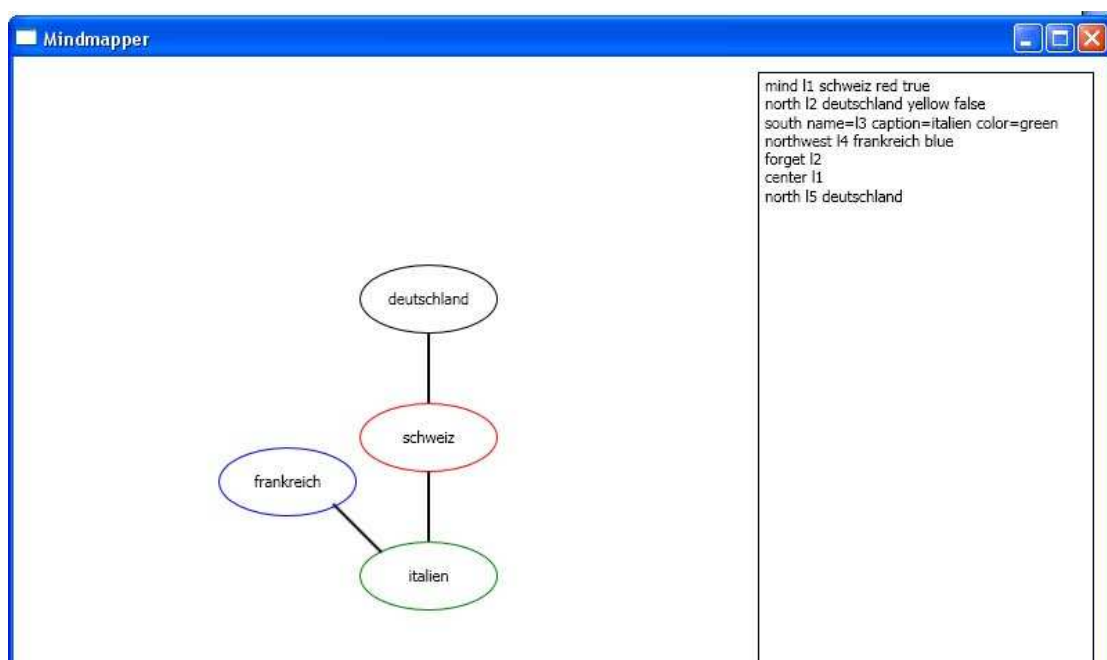 Mindmapper
mind l1 schweiz red true
north l2 deutschland yellow false
south name=l3 caption=italien color=green
northwest l4 frankreich blue
forget l2
center l1
north l5 deutschland
deutschland
schweiz
frankreich
italien